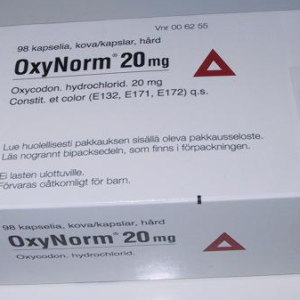 Vnr 00 62 55
98 kapselia, kova/kapslar, hård
OxyNorm® 20 mg
Oxycodon. hydrochlorid. 20 mg
Constit. et color (E132, E171, E172) q.s.
Lue huolellisesti pakkauksen sisällä oleva pakkausseloste.
Läs nogrannt bipacksedeln, som finns i förpackningen.
Ei lasten ulottuville.
Förvaras oåtkomligt för barn.
98 kapselia, kova/kapslar, hård
OxyNorm® 20 mg
Oxycodon. hydrochlorid.